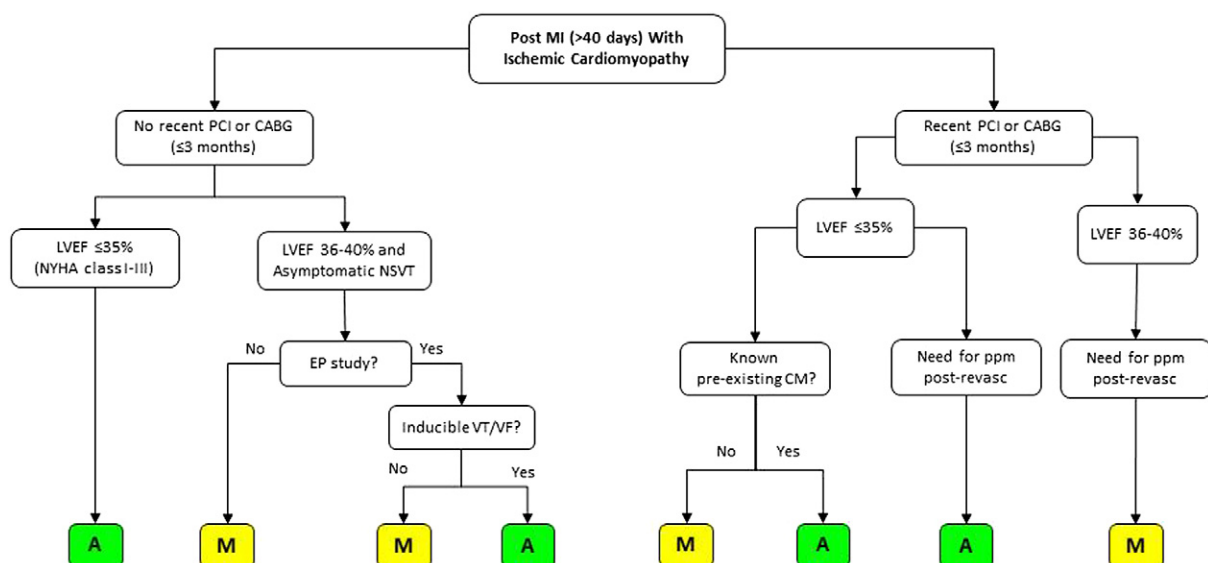 Post MI (>40 days) With
Ischemic Cardiomyopathy
No recent PCI or CABG
(≤3 months)
Recent PCI or CABG
(≤3 months)
LVEF ≤35%
(NYHA class I-III)
LVEF 36-40% and
Asymptomatic NSVT
LVEF ≤35%
LVEF 36-40%
No
EP study?
Yes
Known
pre-existing CM?
Need for ppm
post-revasc
Need for ppm
post-revasc
Inducible VT/VF?
No
Yes
No
Yes
A
M
M
A
M
A
A
M